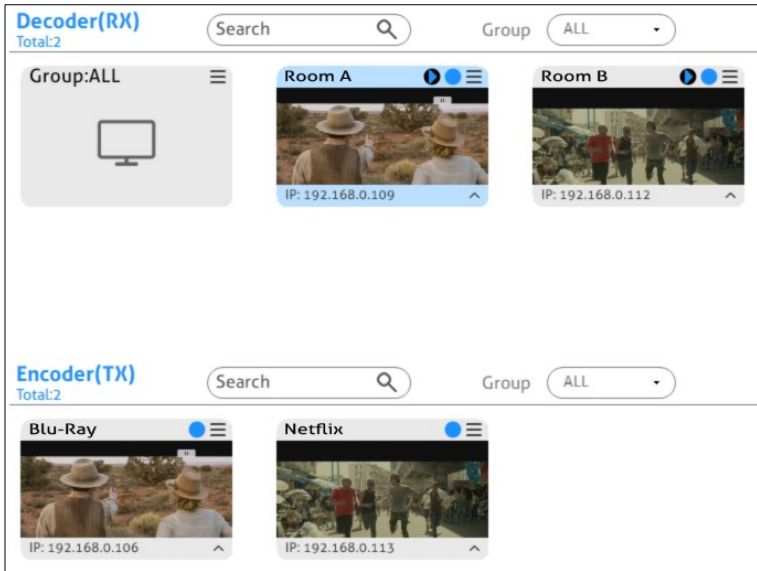 Decoder(RX)
Total:2
Search
Group ALL
Group:ALL
Room A
IP: 192.168.0.109
Room B
IP: 192.168.0.112
Encoder(TX)
Total:2
Search
Group ALL
Blu-Ray
IP: 192.168.0.106
Netflix
IP: 192.168.0.113